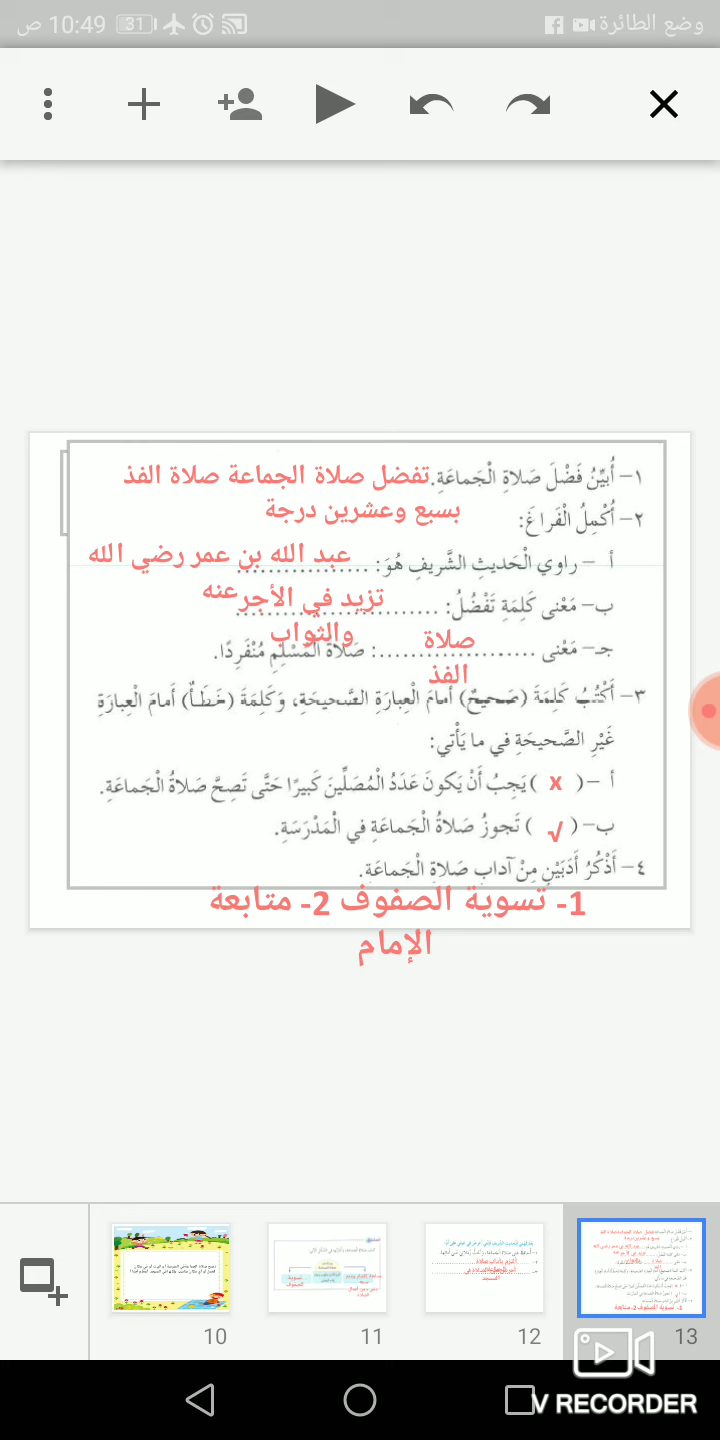 وضع الطائرة
10:49 ص
31
١- أُبَيِّنُ فَضْلَ صَلاةِ الْجَماعَةِ. تفضل صلاة الجماعة صلاة الفذ
بسبع وعشرين درجة
٢- أُكْمِلُ الْفَراغَ:
أ - راوي الْحَديثِ الشَّريفِ هُوَ: ................. عبد الله بن عمر رضي الله
عنه
ب- مَعْنى كَلِمَةِ تَفْضُلُ: .......................... تزيد في الأجر
والثواب
جـ- مَعْنى ....................: صَلاةُ الْمُسْلِمِ مُنْفَرِدًا.
صلاة
الفذ
٣- أَكْتُبُ كَلِمَةَ (صَحيحٌ) أَمامَ الْعِبارَةِ الصَّحيحَةِ، وَكَلِمَةَ (خَطَأٌ) أَمامَ الْعِبارَةِ
غَيْرِ الصَّحيحَةِ في ما يَأْتي:
أ -( x ) يَجِبُ أَنْ يَكونَ عَدَدُ الْمُصَلِّينَ كَبيرًا حَتَّى تَصِحَّ صَلاةُ الْجَماعَةِ.
ب-( √ ) تَجوزُ صَلاةُ الْجَماعَةِ في الْمَدْرَسَةِ.
٤- أَذْكُرُ أَدَبَيْنِ مِنْ آدابِ صَلاةِ الْجَماعَةِ.
1- تسوية الصفوف 2- متابعة
الإمام
10
11
12
13
V RECORDER